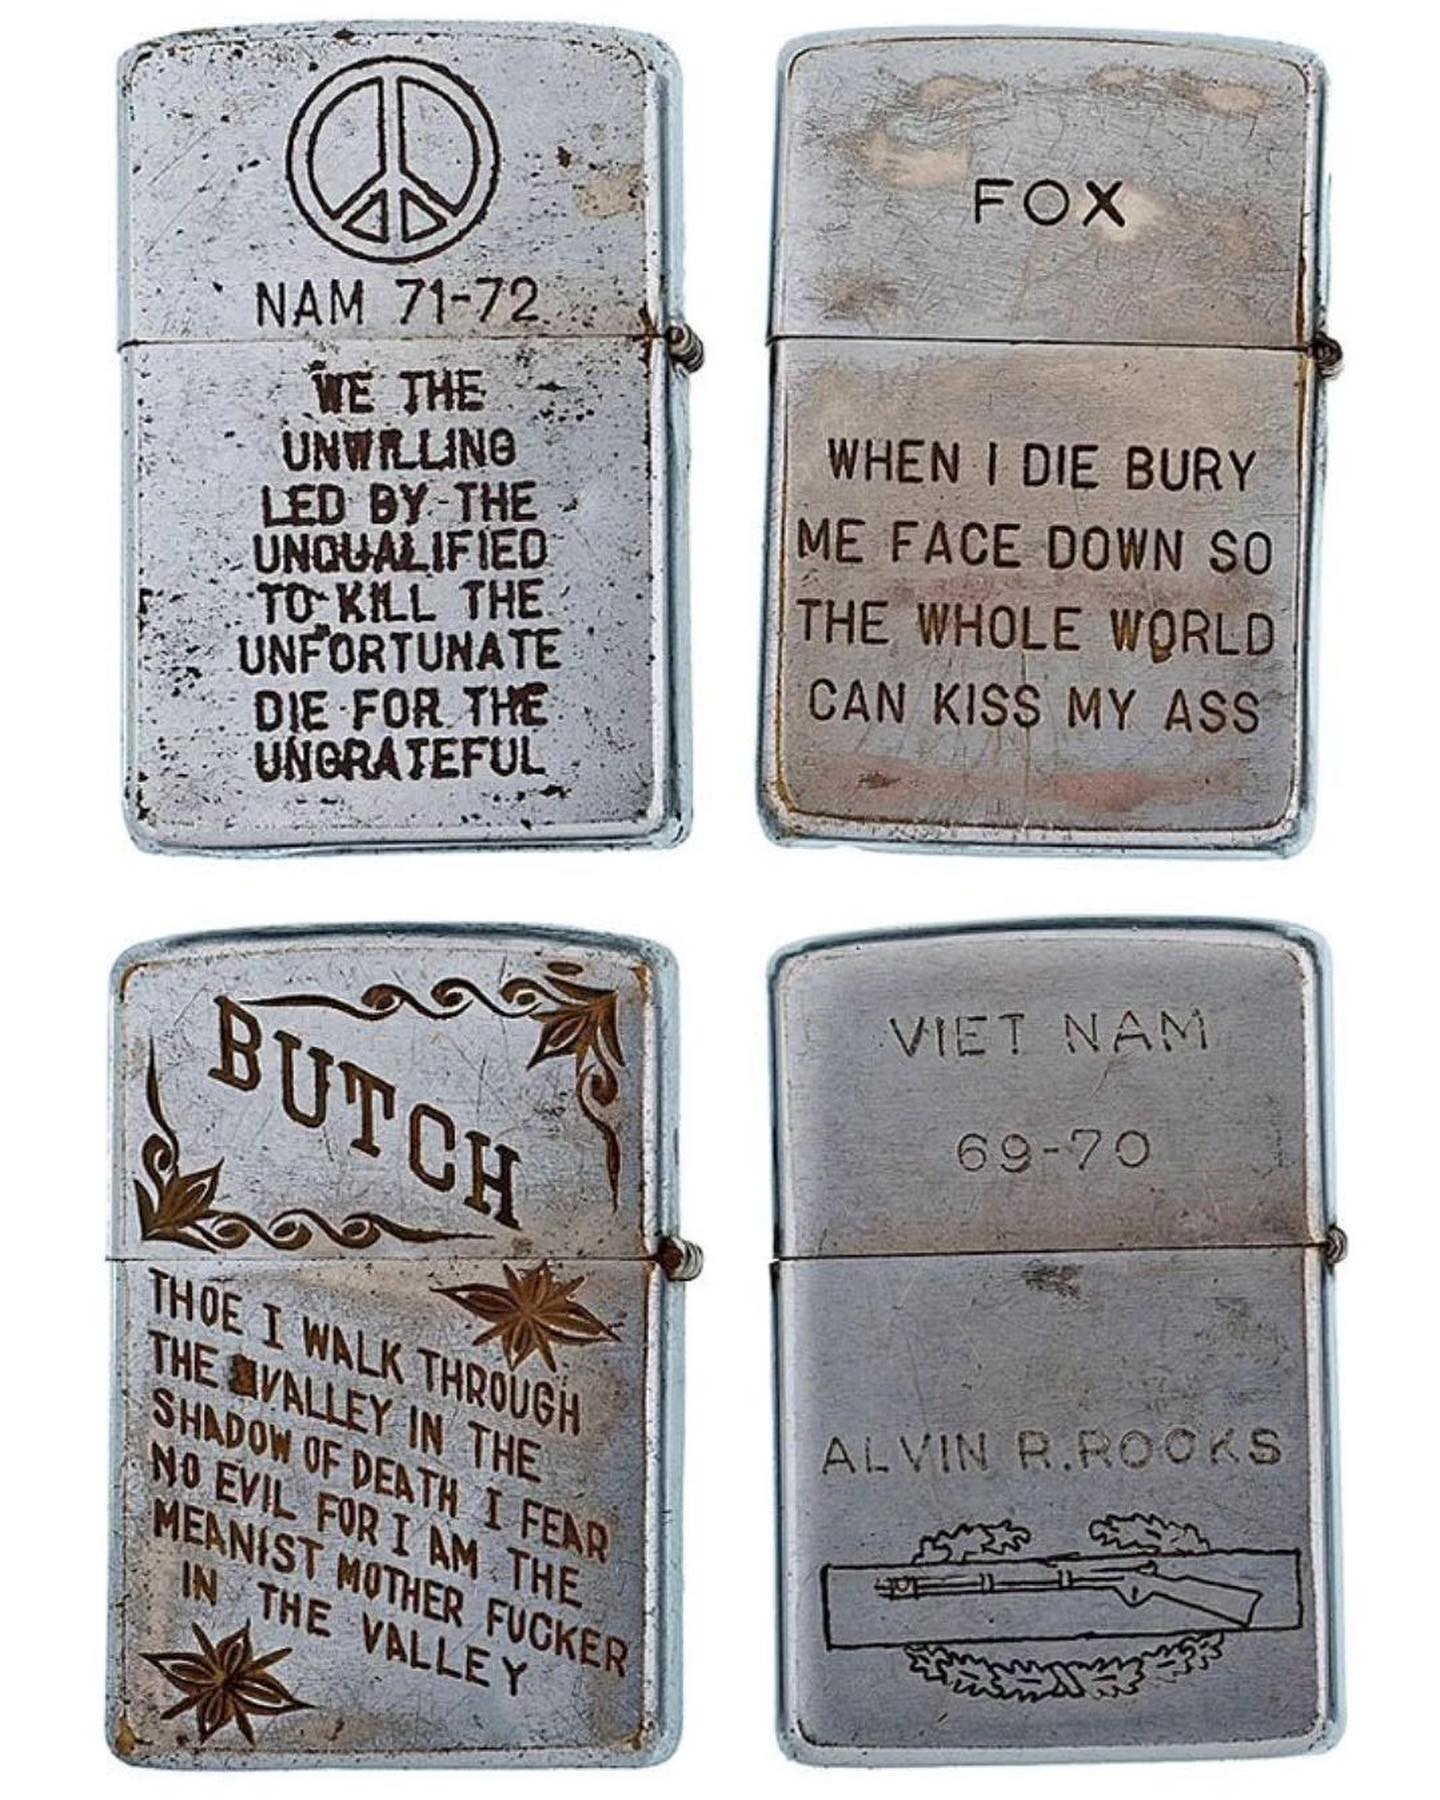 NAM 71-72
WE THE
UNWILLING
LED BY THE
UNQUALIFIED
TO KILL THE
UNFORTUNATE
DIE FOR THE
UNGRATEFUL
FOX
WHEN I DIE BURY
ME FACE DOWN SO
THE WHOLE WORLD
CAN KISS MY ASS
BUTCH
THOE I WALK THROUGH
THE VALLEY IN THE
SHADOW OF DEATH I FEAR
NO EVIL FOR I AM THE
MEANIST MOTHER FUCKER
IN THE VALLEY
VIET NAM
69-70
ALVIN R.ROOKS